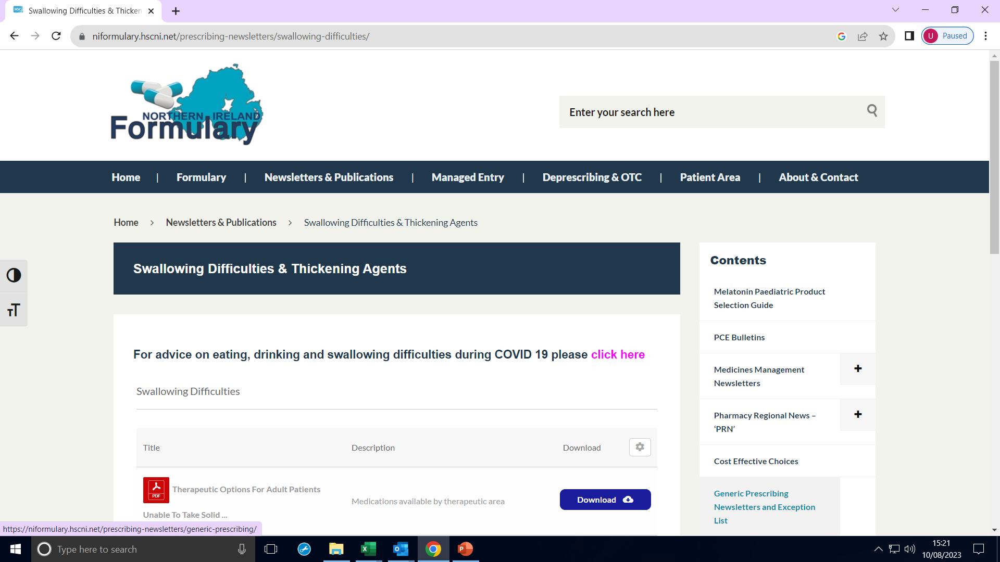 Swallowing Difficulties & Thicken
niformulary.hscni.net/prescribing-newsletters/swallowing-difficulties/
U Paused
NORTHERN IRELAND
Formulary
Enter your search here
Home | Formulary | Newsletters & Publications | Managed Entry | Deprescribing & OTC | Patient Area | About & Contact
Home > Newsletters & Publications > Swallowing Difficulties & Thickening Agents
Swallowing Difficulties & Thickening Agents
For advice on eating, drinking and swallowing difficulties during COVID 19 please click here
Swallowing Difficulties
Title Description Download
PDF
Therapeutic Options For Adult Patients
Unable To Take Solid ...
Medications available by therapeutic area
Download
Contents
Melatonin Paediatric Product
Selection Guide
PCE Bulletins
Medicines Management
Newsletters
Pharmacy Regional News –
‘PRN’
Cost Effective Choices
Generic Prescribing
Newsletters and Exception
List
https://niformulary.hscni.net/prescribing-newsletters/generic-prescribing/
Type here to search
15:21
10/08/2023